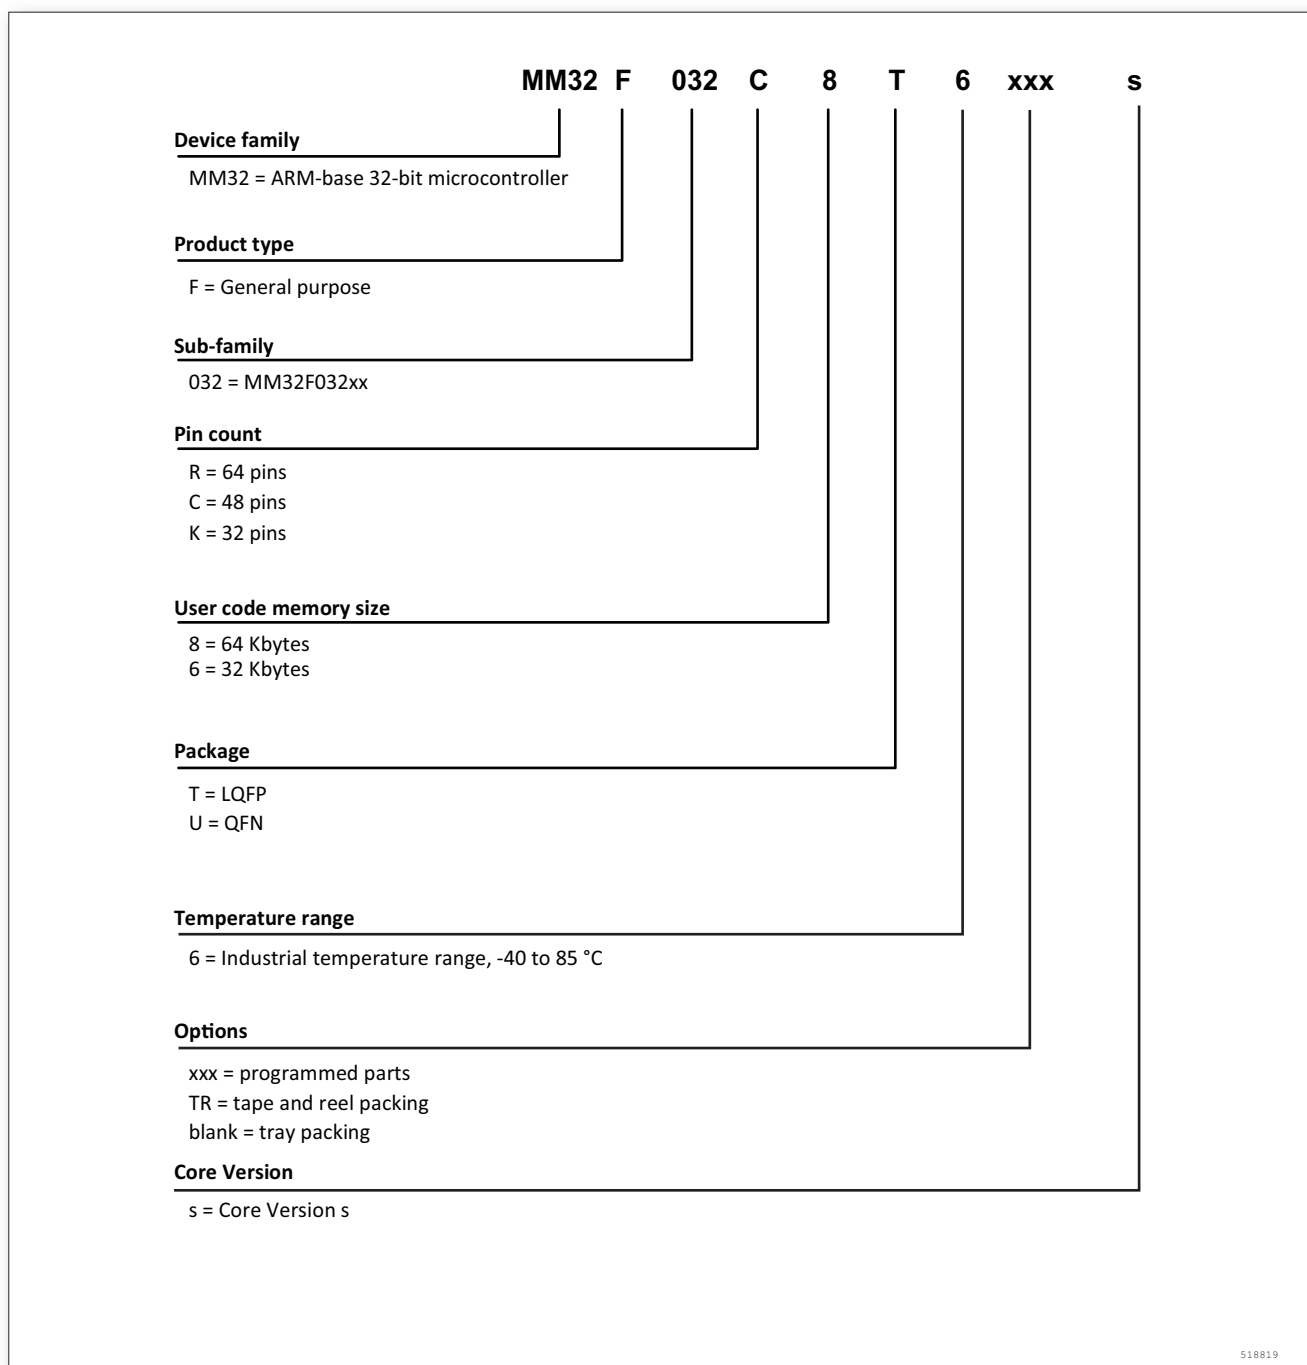 MM32 F 032 C 8 T 6 xxx s
Device family
MM32 = ARM-base 32-bit microcontroller
Product type
F = General purpose
Sub-family
032 = MM32F032xx
Pin count
R = 64 pins
C = 48 pins
K = 32 pins
User code memory size
8 = 64 Kbytes
6 = 32 Kbytes
Package
T = LQFP
U = QFN
Temperature range
6 = Industrial temperature range, -40 to 85 °C
Options
xxx = programmed parts
TR = tape and reel packing
blank = tray packing
Core Version
s = Core Version s
518819